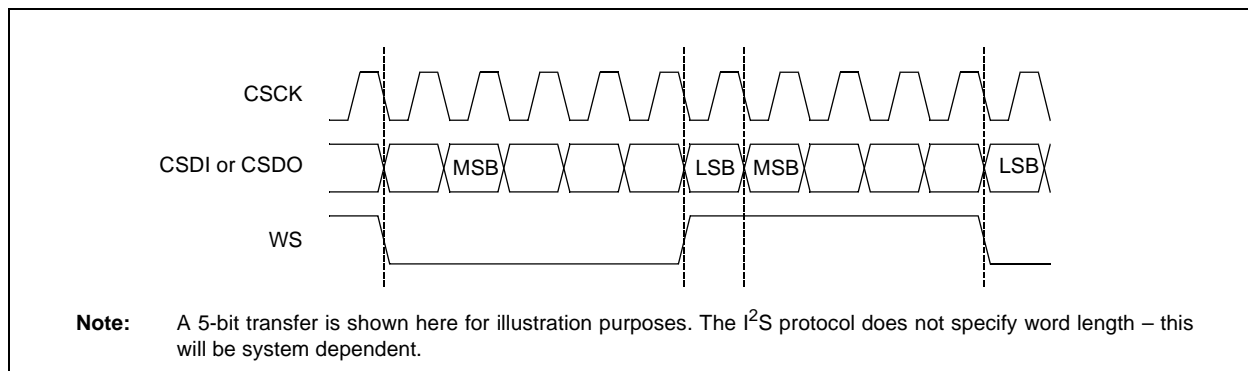 CSCK
CSDI or CSDO
MSB
LSB
MSB
LSB
WS
Note: A 5-bit transfer is shown here for illustration purposes. The I²S protocol does not specify word length – this
will be system dependent.